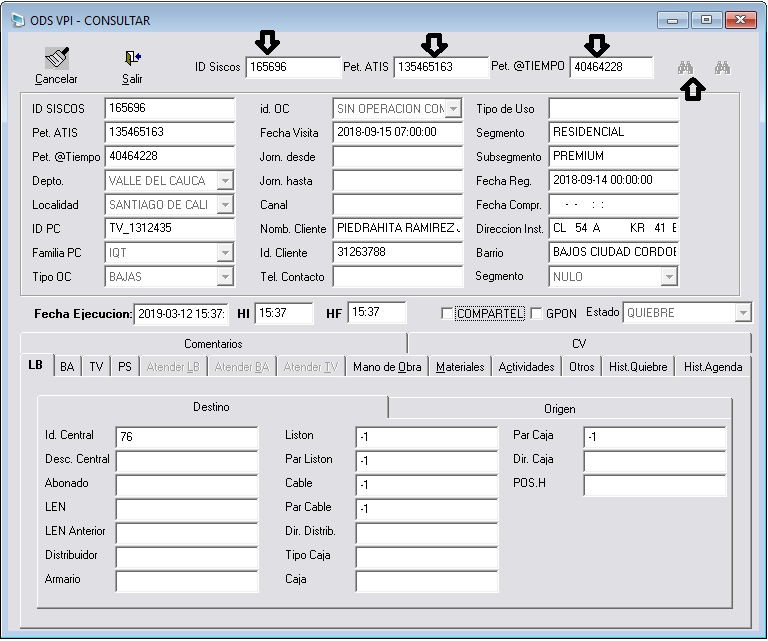 ODS VPI - CONSULTAR
Cancelar
Salir
ID Siscos 165696 Pet. ATIS 135465163 Pet. @TIEMPO 40464228
ID SISCOS 165696 id. OC SIN OPERACION COM Tipo de Uso
Pet. ATIS 135465163 Fecha Visita 2018-09-15 07:00:00 Segmento RESIDENCIAL
Pet. @Tiempo 40464228 Jorn. desde Subsegmento PREMIUM
Depto. VALLE DEL CAUCA Jorn. hasta Fecha Reg. 2018-09-14 00:00:00
Localidad SANTIAGO DE CALI Canal Fecha Compr. - - : :
ID PC TV_1312435 Nomb. Cliente PIEDRAHITA RAMIREZ Direccion Inst. CL 54 A KR 41
Familia PC IQT Id. Cliente 31263788 Barrio BAJOS CIUDAD CORDO
Tipo OC BAJAS Tel. Contacto Segmento NULO
Fecha Ejecucion: 2019-03-12 15:37: HI 15:37 HF 15:37 COMPARTEL GPON Estado QUIEBRE
Comentarios CV
LB BA TV PS Atender LB Atender BA Atender TV Mano de Obra Materiales Actividades Otros Hist.Quiebre Hist.Agenda
Destino Origen
Id. Central 76 Liston -1 Par Caja -1
Desc. Central Par Liston -1 Dir. Caja
Abonado Cable -1 POS.H
LEN Par Cable -1
LEN Anterior Dir. Distrib.
Distribuidor Tipo Caja
Armario Caja